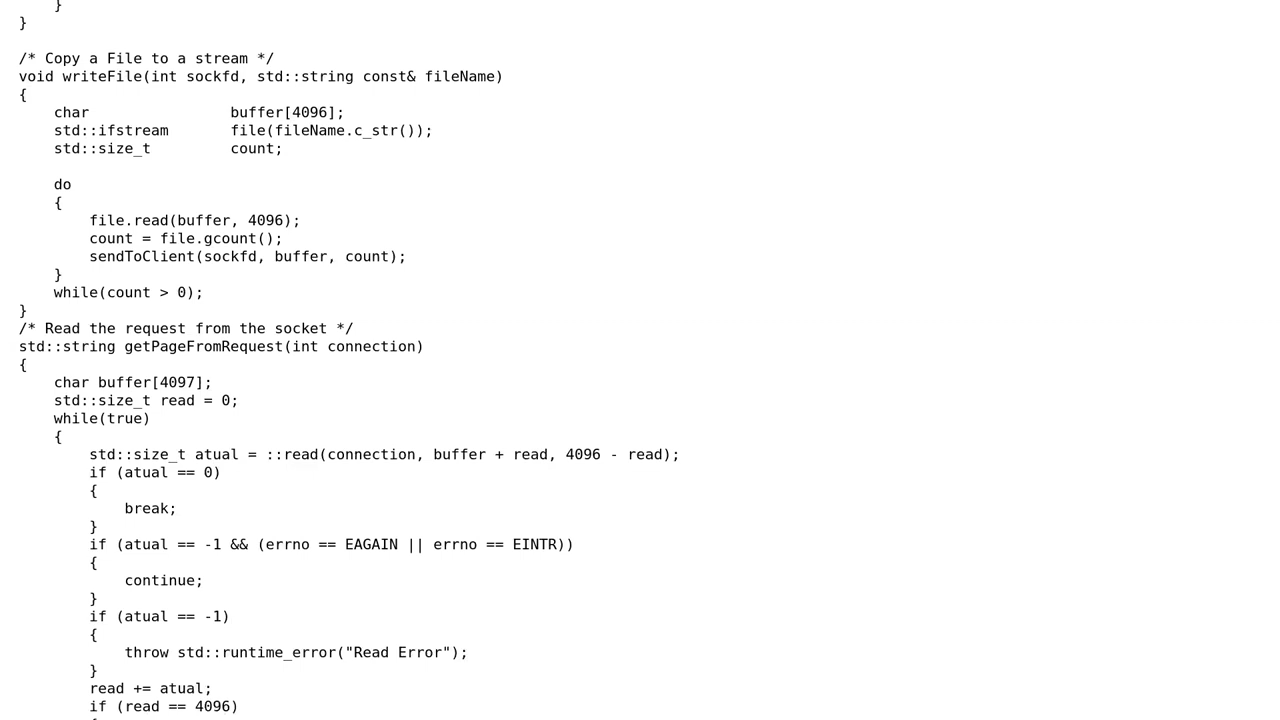 }
}

/* Copy a File to a stream */
void writeFile(int sockfd, std::string const& fileName)
{
    char                buffer[4096];
    std::ifstream       file(fileName.c_str());
    std::size_t         count;

    do
    {
        file.read(buffer, 4096);
        count = file.gcount();
        sendToClient(sockfd, buffer, count);
    }
    while(count > 0);
}
/* Read the request from the socket */
std::string getPageFromRequest(int connection)
{
    char buffer[4097];
    std::size_t read = 0;
    while(true)
    {
        std::size_t atual = ::read(connection, buffer + read, 4096 - read);
        if (atual == 0)
        {
            break;
        }
        if (atual == -1 && (errno == EAGAIN || errno == EINTR))
        {
            continue;
        }
        if (atual == -1)
        {
            throw std::runtime_error("Read Error");
        }
        read += atual;
        if (read == 4096)
        {